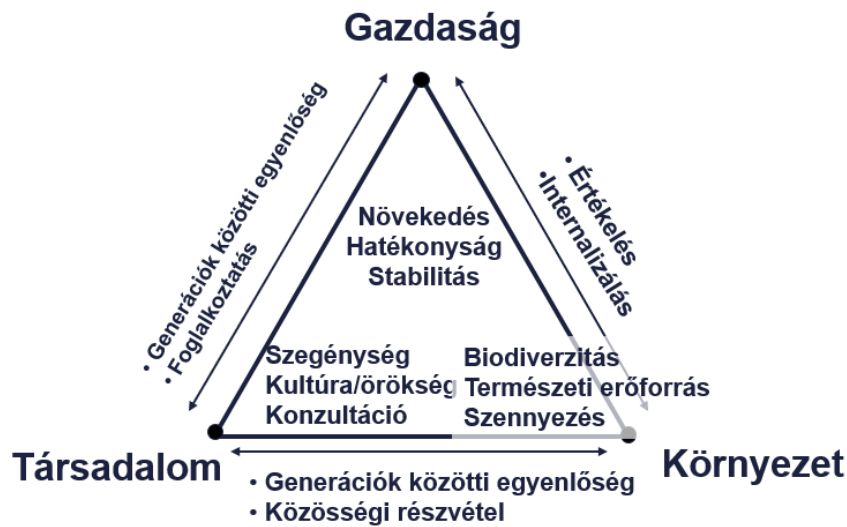 Gazdaság
• Generációk közötti egyenlőség
• Foglalkoztatás
• Értékelés
•Internalizálás
Növekedés
Hatékonyság
Stabilitás
Szegénység
Kultúra/örökség
Konzultáció
Biodiverzitás
Természeti erőforrás
Szennyezés
Társadalom
Környezet
• Generációk közötti egyenlőség
• Közösségi részvétel